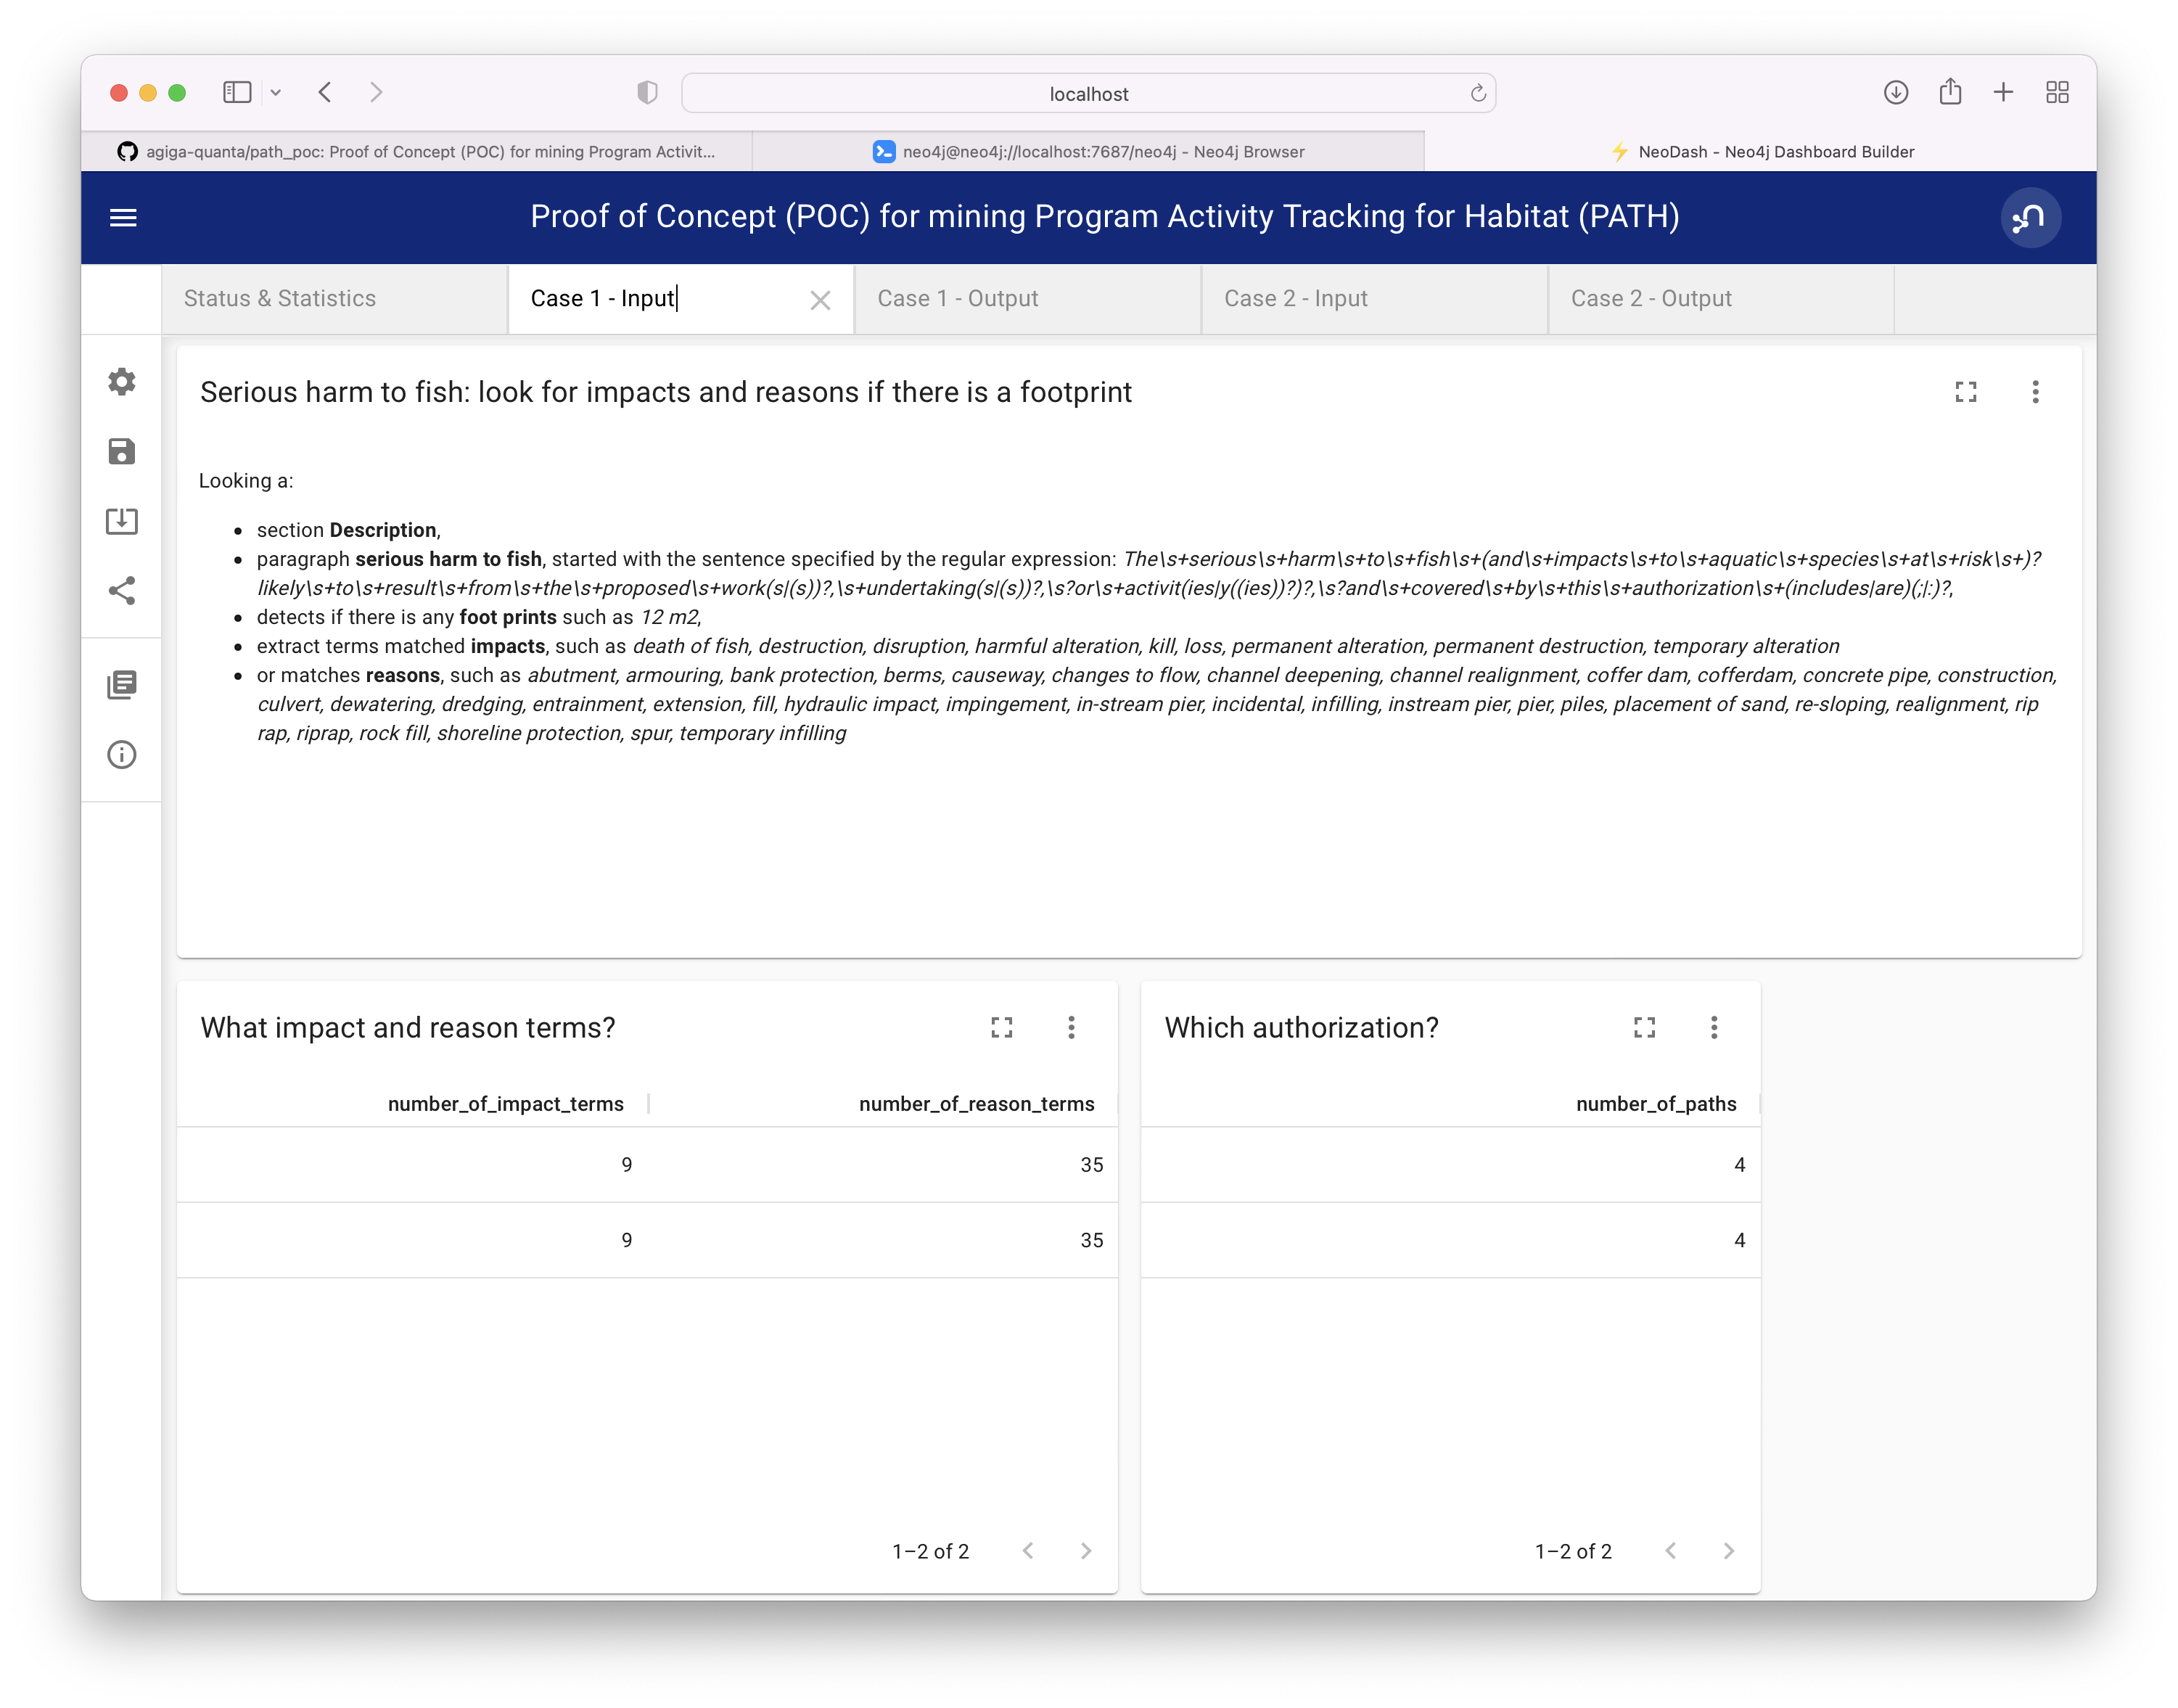 localhost
agiga-quanta/path_poc: Proof of Concept (POC) for mining Program Activit...
neo4j@neo4j://localhost:7687/neo4j - Neo4j Browser
NeoDash - Neo4j Dashboard Builder
Proof of Concept (POC) for mining Program Activity Tracking for Habitat (PATH)
Status & Statistics
Case 1 - Input
Case 1 - Output
Case 2 - Input
Case 2 - Output
Serious harm to fish: look for impacts and reasons if there is a footprint
Looking a:
• section Description,
• paragraph serious harm to fish, started with the sentence specified by the regular expression: The\s+serious\s+harm\s+to\s+fish\s+(and\s+impacts\s+to\s+aquatic\s+species\s+at\s+risk\s+)?
likely\s+to\s+result\s+from\s+the\s+proposed\s+work(s|(s))?,\s+undertaking(s|(s))?,\s?or\s+activit(ies|y((ies))?)?,\s?and\s+covered\s+by\s+this\s+authorization\s+(includes|are)(;|:)?,
• detects if there is any foot prints such as 12 m2,
• extract terms matched impacts, such as death of fish, destruction, disruption, harmful alteration, kill, loss, permanent alteration, permanent destruction, temporary alteration
• or matches reasons, such as abutment, armouring, bank protection, berms, causeway, changes to flow, channel deepening, channel realignment, coffer dam, cofferdam, concrete pipe, construction,
culvert, dewatering, dredging, entrainment, extension, fill, hydraulic impact, impingement, in-stream pier, incidental, infilling, instream pier, pier, piles, placement of sand, re-sloping, realignment, rip
rap, riprap, rock fill, shoreline protection, spur, temporary infilling
What impact and reason terms?
number_of_impact_terms number_of_reason_terms
9 35
9 35
1–2 of 2
Which authorization?
number_of_paths
4
4
1–2 of 2